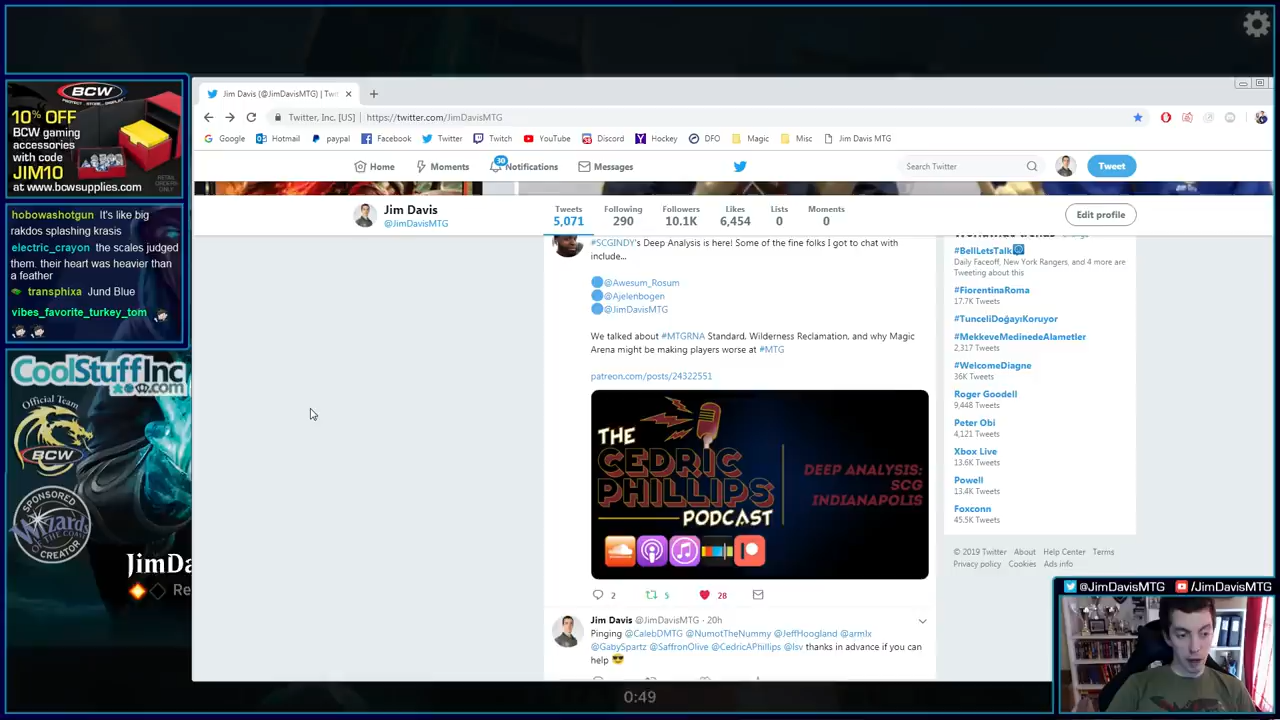 BCW
PROTECT. STORE. DISPLAY.
10% OFF
BCW gaming
accessories
with code
JIM10
at www.bcwsupplies.com
RETAIL
ORDERS
ONLY
hobowashotgun It's like big
rakdos splashing krasis
electric_crayon the scales judged
them. their heart was heavier than
a feather
transphixa Jund Blue
vibes_favorite_turkey_tom
CoolStuffInc
.com
Official Team
BCW
SPONSORED
Wizards
OF THE COAST
CREATOR
JimDa
Re
Jim Davis (@JimDavisMTG) | Twi
Twitter, Inc. [US] | https://twitter.com/JimDavisMTG
Google Hotmail paypal Facebook Twitter Twitch YouTube Discord Hockey DFO Magic Misc Jim Davis MTG
Home Moments 30 Notifications Messages Search Twitter Tweet
Jim Davis
@JimDavisMTG
Tweets Following Followers Likes Lists Moments
5,071 290 10.1K 6,454 0 0
Edit profile
#SCGINDY's Deep Analysis is here! Some of the fine folks I got to chat with
include...
@Awesum_Rosum
@Ajelenbogen
@JimDavisMTG
We talked about #MTGRNA Standard, Wilderness Reclamation, and why Magic
Arena might be making players worse at #MTG
patreon.com/posts/24322551
THE
CEDRIC
PHILLIPS
PODCAST
DEEP ANALYSIS:
SCG
INDIANAPOLIS
2 5 28
Jim Davis @JimDavisMTG · 20h
Pinging @CalebDMTG @NumotTheNummy @JeffHoogland @armlx
@GabySpartz @SaffronOlive @CedricAPhillips @lsv thanks in advance if you can
help
#BellLetsTalk
Daily Faceoff, New York Rangers, and 4 more are
Tweeting about this
#FiorentinaRoma
17.7K Tweets
#TunceliDoğayıKoruyor
#MekkeveMedinedeAlametler
2,317 Tweets
#WelcomeDiagne
36K Tweets
Roger Goodell
9,448 Tweets
Peter Obi
4,121 Tweets
Xbox Live
13.6K Tweets
Powell
13.4K Tweets
Foxconn
45.5K Tweets
© 2019 Twitter About Help Center Terms
Privacy policy Cookies Ads info
@JimDavisMTG /JimDavisMTG
0:49